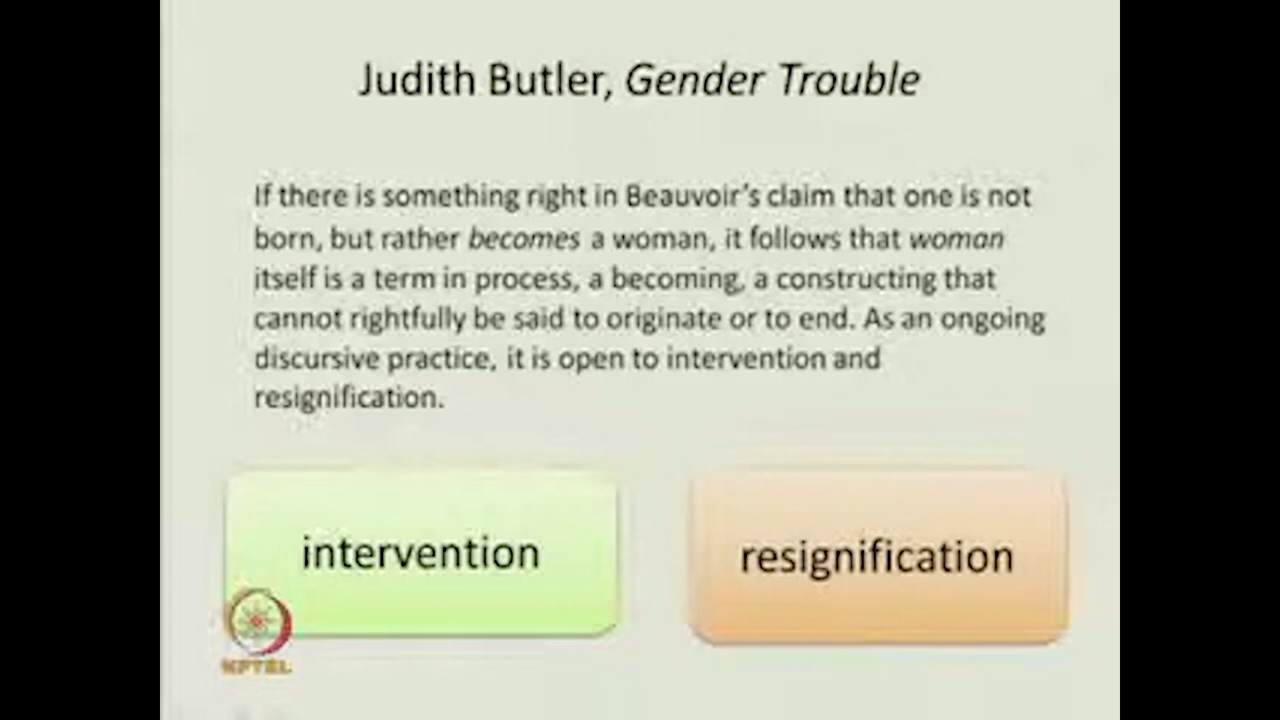 Judith Butler, Gender Trouble
If there is something right in Beauvoir's claim that one is not
born, but rather becomes a woman, it follows that woman
itself is a term in process, a becoming, a constructing that
cannot rightfully be said to originate or to end. As an ongoing
discursive practice, it is open to intervention and
resignification.
intervention
resignification
NPTEL